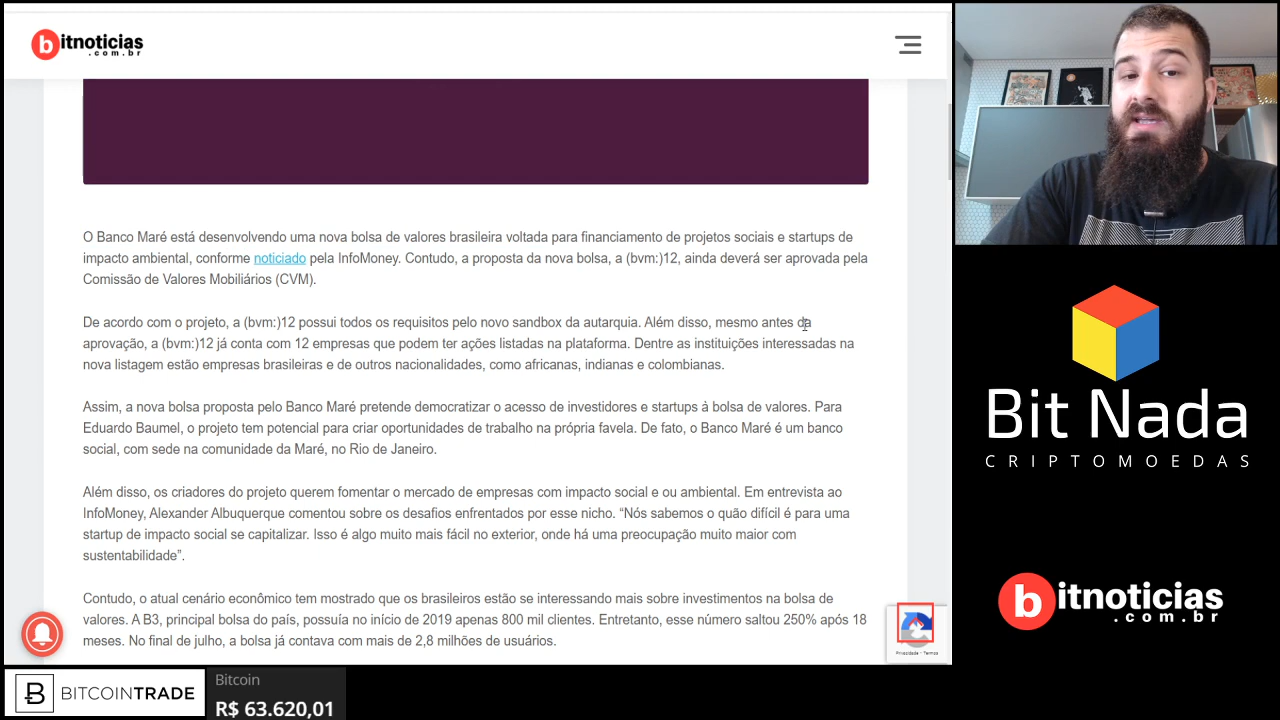 bitnoticias
.com.br
O Banco Maré está desenvolvendo uma nova bolsa de valores brasileira voltada para financiamento de projetos sociais e startups de
impacto ambiental, conforme noticiado pela InfoMoney. Contudo, a proposta da nova bolsa, a (bvm:)12, ainda deverá ser aprovada pela
Comissão de Valores Mobiliários (CVM).
De acordo com o projeto, a (bvm:)12 possui todos os requisitos pelo novo sandbox da autarquia. Além disso, mesmo antes da
aprovação, a (bvm:)12 já conta com 12 empresas que podem ter ações listadas na plataforma. Dentre as instituições interessadas na
nova listagem estão empresas brasileiras e de outros nacionalidades, como africanas, indianas e colombianas.
Assim, a nova bolsa proposta pelo Banco Maré pretende democratizar o acesso de investidores e startups à bolsa de valores. Para
Eduardo Baumel, o projeto tem potencial para criar oportunidades de trabalho na própria favela. De fato, o Banco Maré é um banco
social, com sede na comunidade da Maré, no Rio de Janeiro.
Além disso, os criadores do projeto querem fomentar o mercado de empresas com impacto social e ou ambiental. Em entrevista ao
InfoMoney, Alexander Albuquerque comentou sobre os desafios enfrentados por esse nicho. “Nós sabemos o quão difícil é para uma
startup de impacto social se capitalizar. Isso é algo muito mais fácil no exterior, onde há uma preocupação muito maior com
sustentabilidade”.
Contudo, o atual cenário econômico tem mostrado que os brasileiros estão se interessando mais sobre investimentos na bolsa de
valores. A B3, principal bolsa do país, possuía no início de 2019 apenas 800 mil clientes. Entretanto, esse número saltou 250% após 18
meses. No final de julho, a bolsa já contava com mais de 2,8 milhões de usuários.
Privacidade - Termos
Bit Nada
CRIPTOMOEDAS
bitnoticias
.com.br
BITCOINTRADE
Bitcoin
R$ 63.620,01